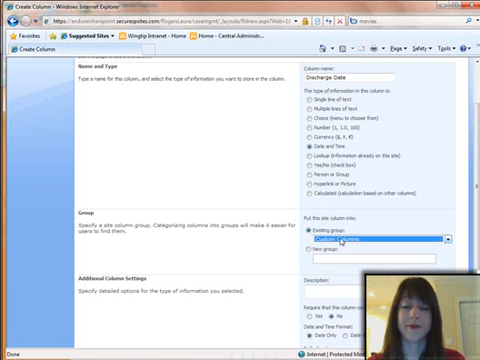 Create Column - Windows Internet Explorer
Favorites
Suggested Sites
Wingtip Intranet
Home - Central Administr...
movies
Create Column
Name and Type
Type a name for this column, and select the type of information you want to store in the column.
Column name:
Discharge Date
The type of information in this column is:
Single line of text
Multiple lines of text
Choice (menu to choose from)
Number (1, 1.0, 100)
Currency ($, ¥, €)
Date and Time
Lookup (information already on this site)
Yes/No (check box)
Person or Group
Hyperlink or Picture
Calculated (calculation based on other columns)
Group
Specify a site column group. Categorizing columns into groups will make it easier for
users to find them.
Put this site column into:
Existing group:
Custom Columns
New group:
Additional Column Settings
Specify detailed options for the type of information you selected.
Description:
Require that this column
Yes
No
Date and Time Format:
Date Only
Date
Done
Internet | Protected